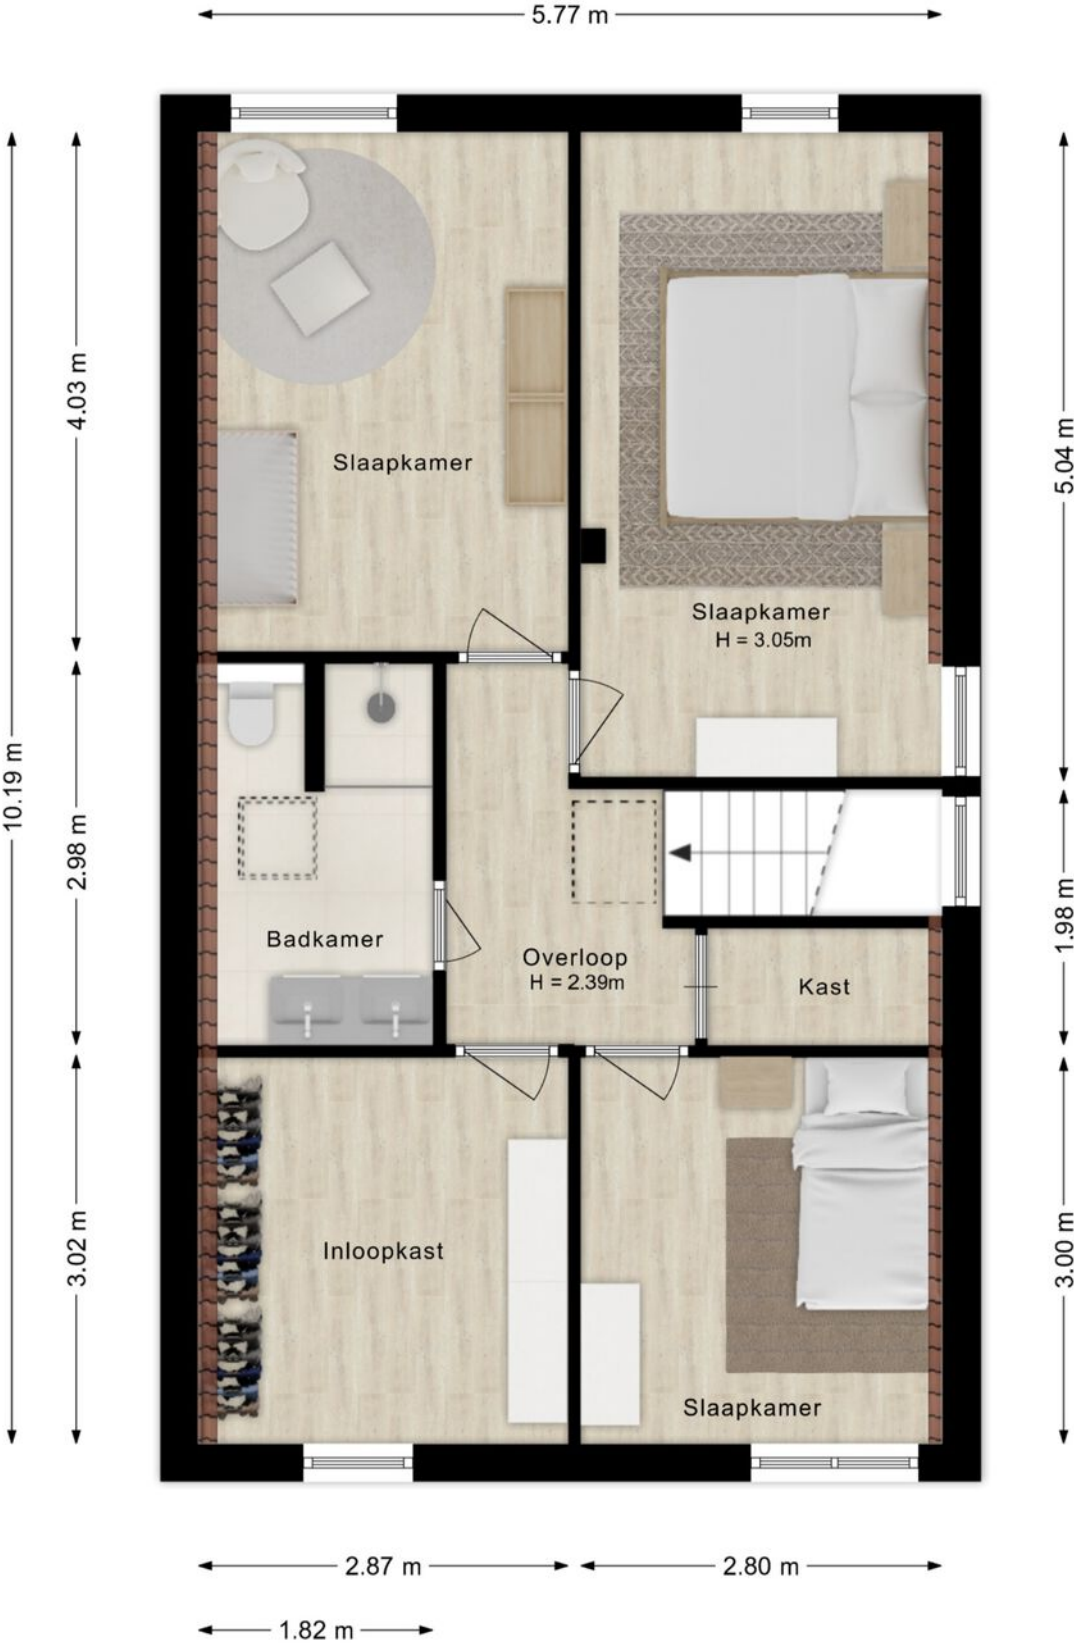 5.77 m
4.03 m
5.04 m
Slaapkamer
Slaapkamer
H = 3.05m
10.19 m
2.98 m
1.98 m
Badkamer
Overloop
H = 2.39m
Kast
3.02 m
3.00 m
Inloopkast
Slaapkamer
2.87 m
2.80 m
1.82 m